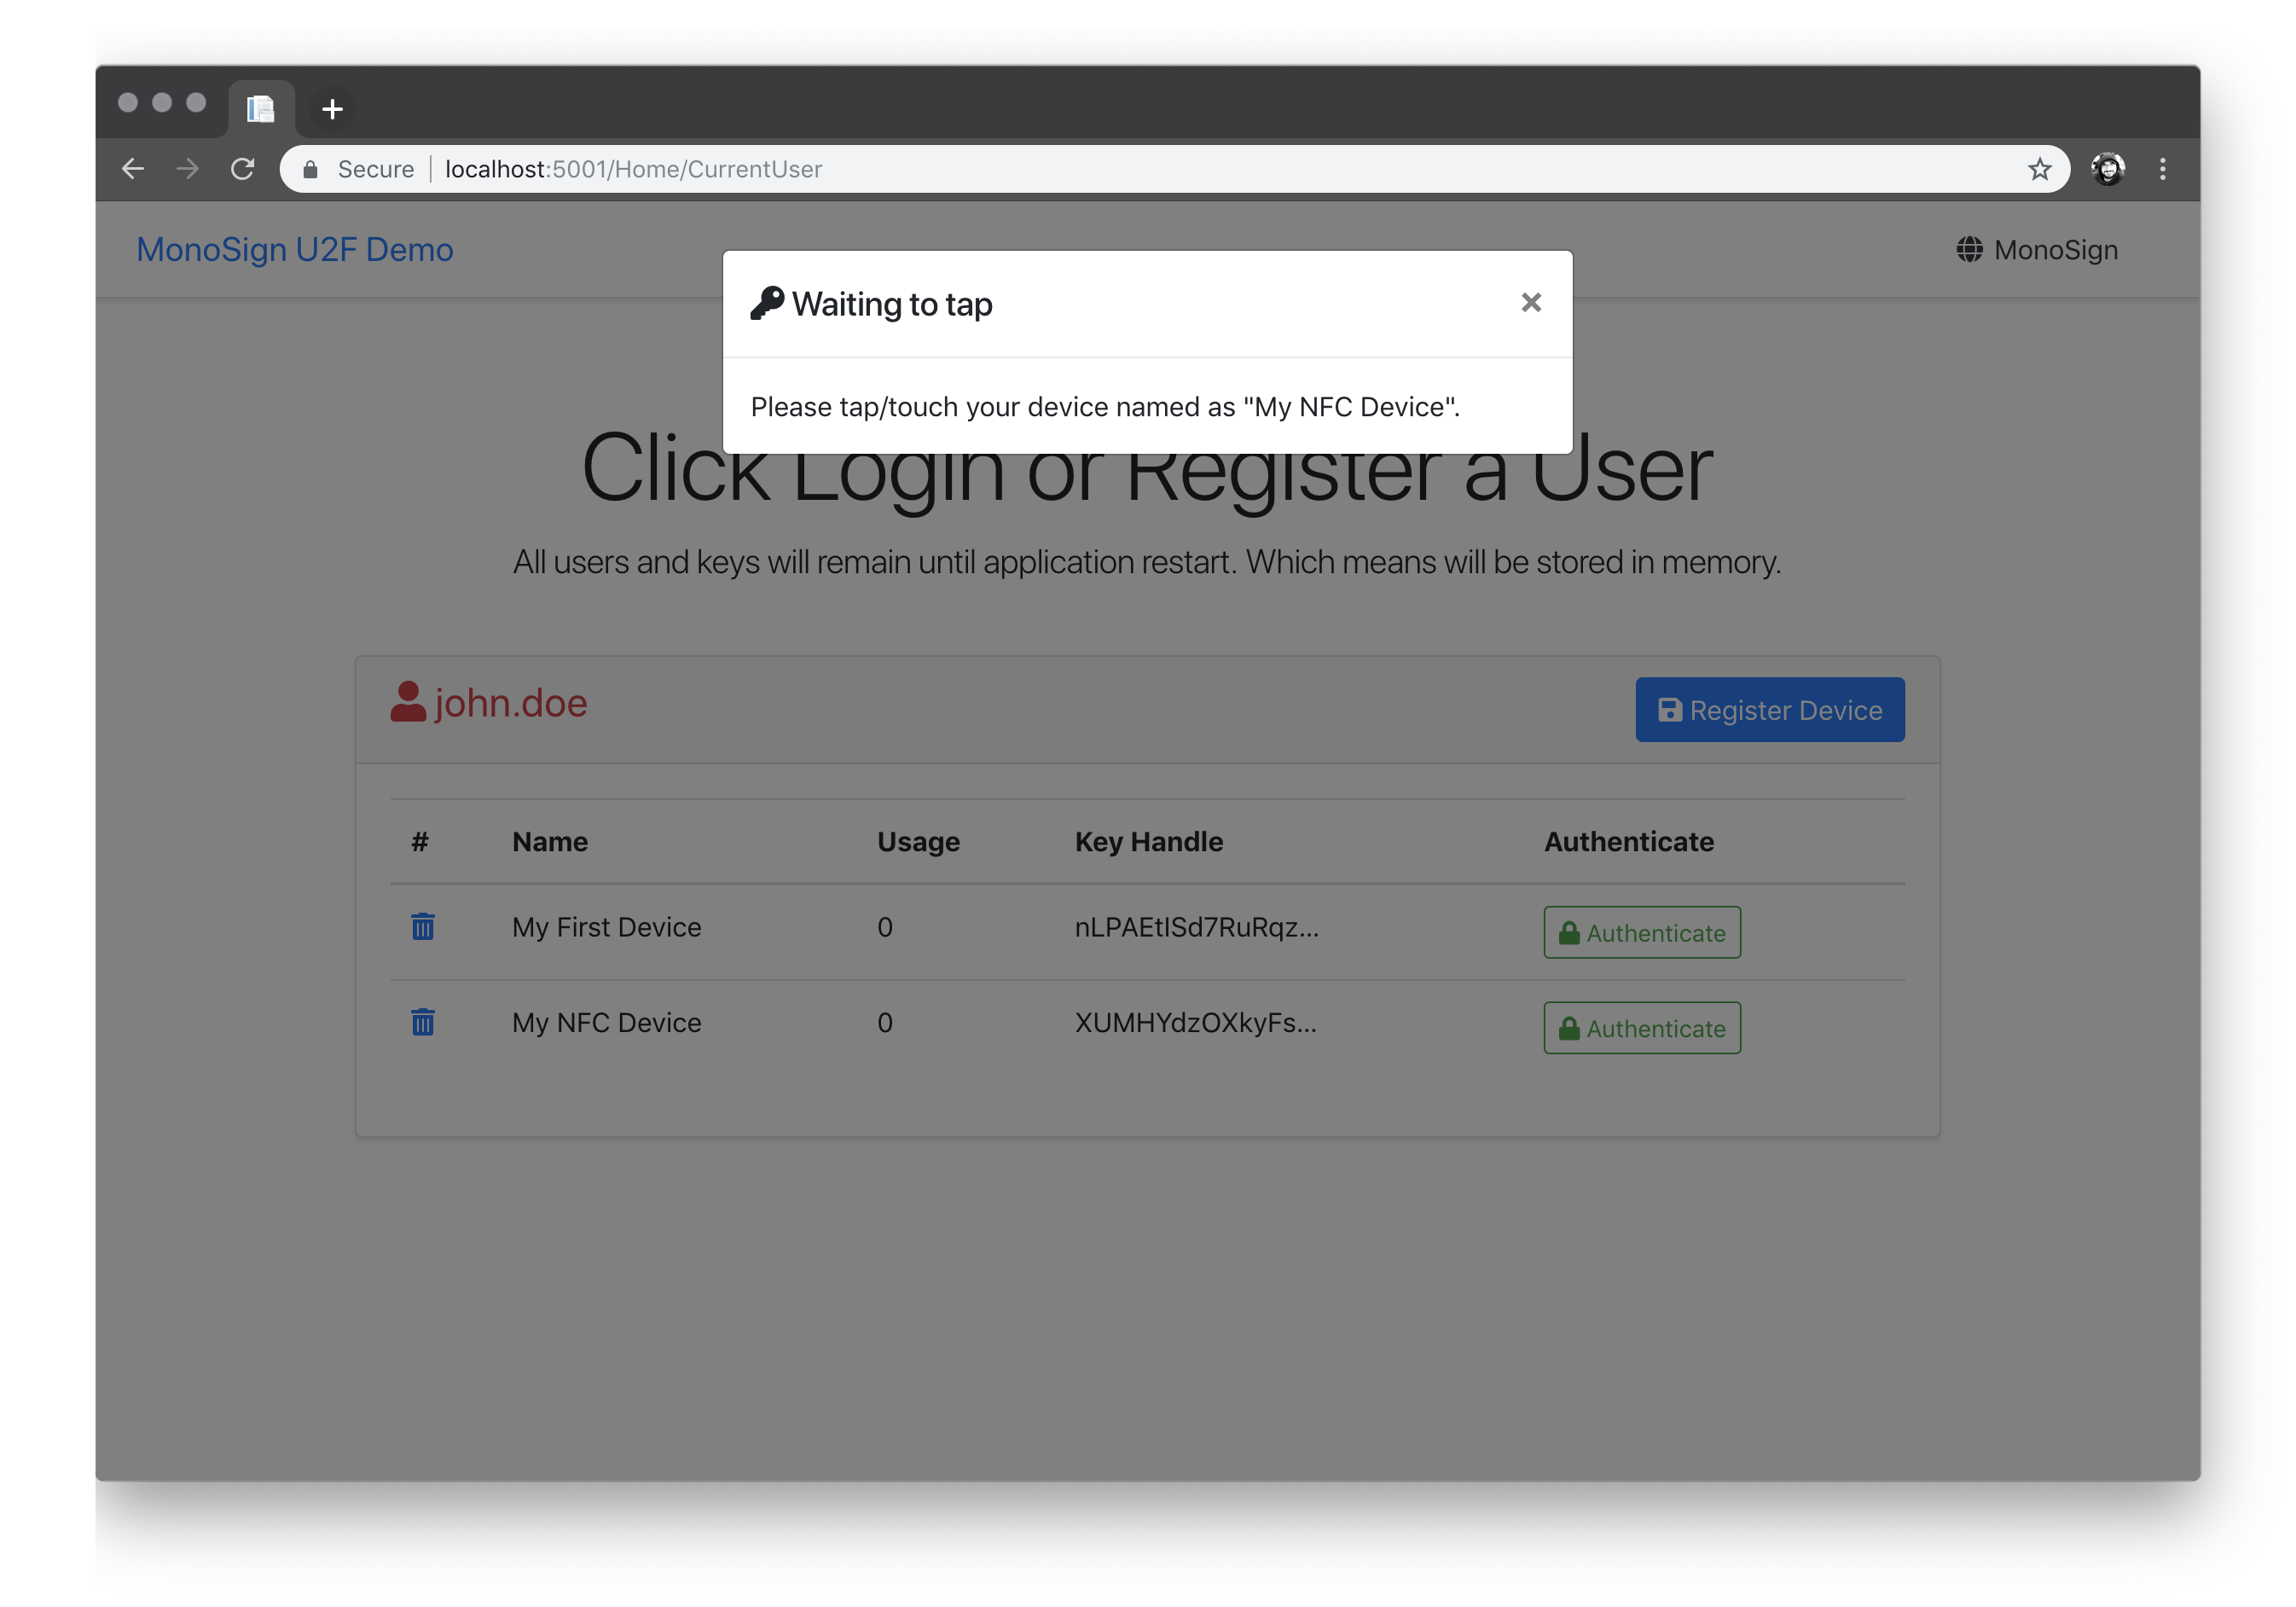 Secure localhost:5001/Home/CurrentUser
MonoSign U2F Demo
MonoSign
Waiting to tap
Please tap/touch your device named as "My NFC Device".
Click Login or Register a User
All users and keys will remain until application restart. Which means will be stored in memory.
john.doe
Register Device
# Name Usage Key Handle Authenticate
My First Device 0 nLPAEtISd7RuRqz... Authenticate
My NFC Device 0 XUMHYdzOXkyFs... Authenticate